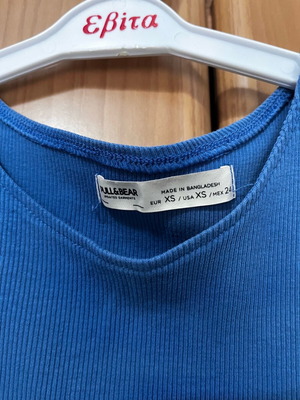 Εβίτα
PULL&BEAR
MADE IN BANGLADESH
EUR XS / USA XS / MEX 24